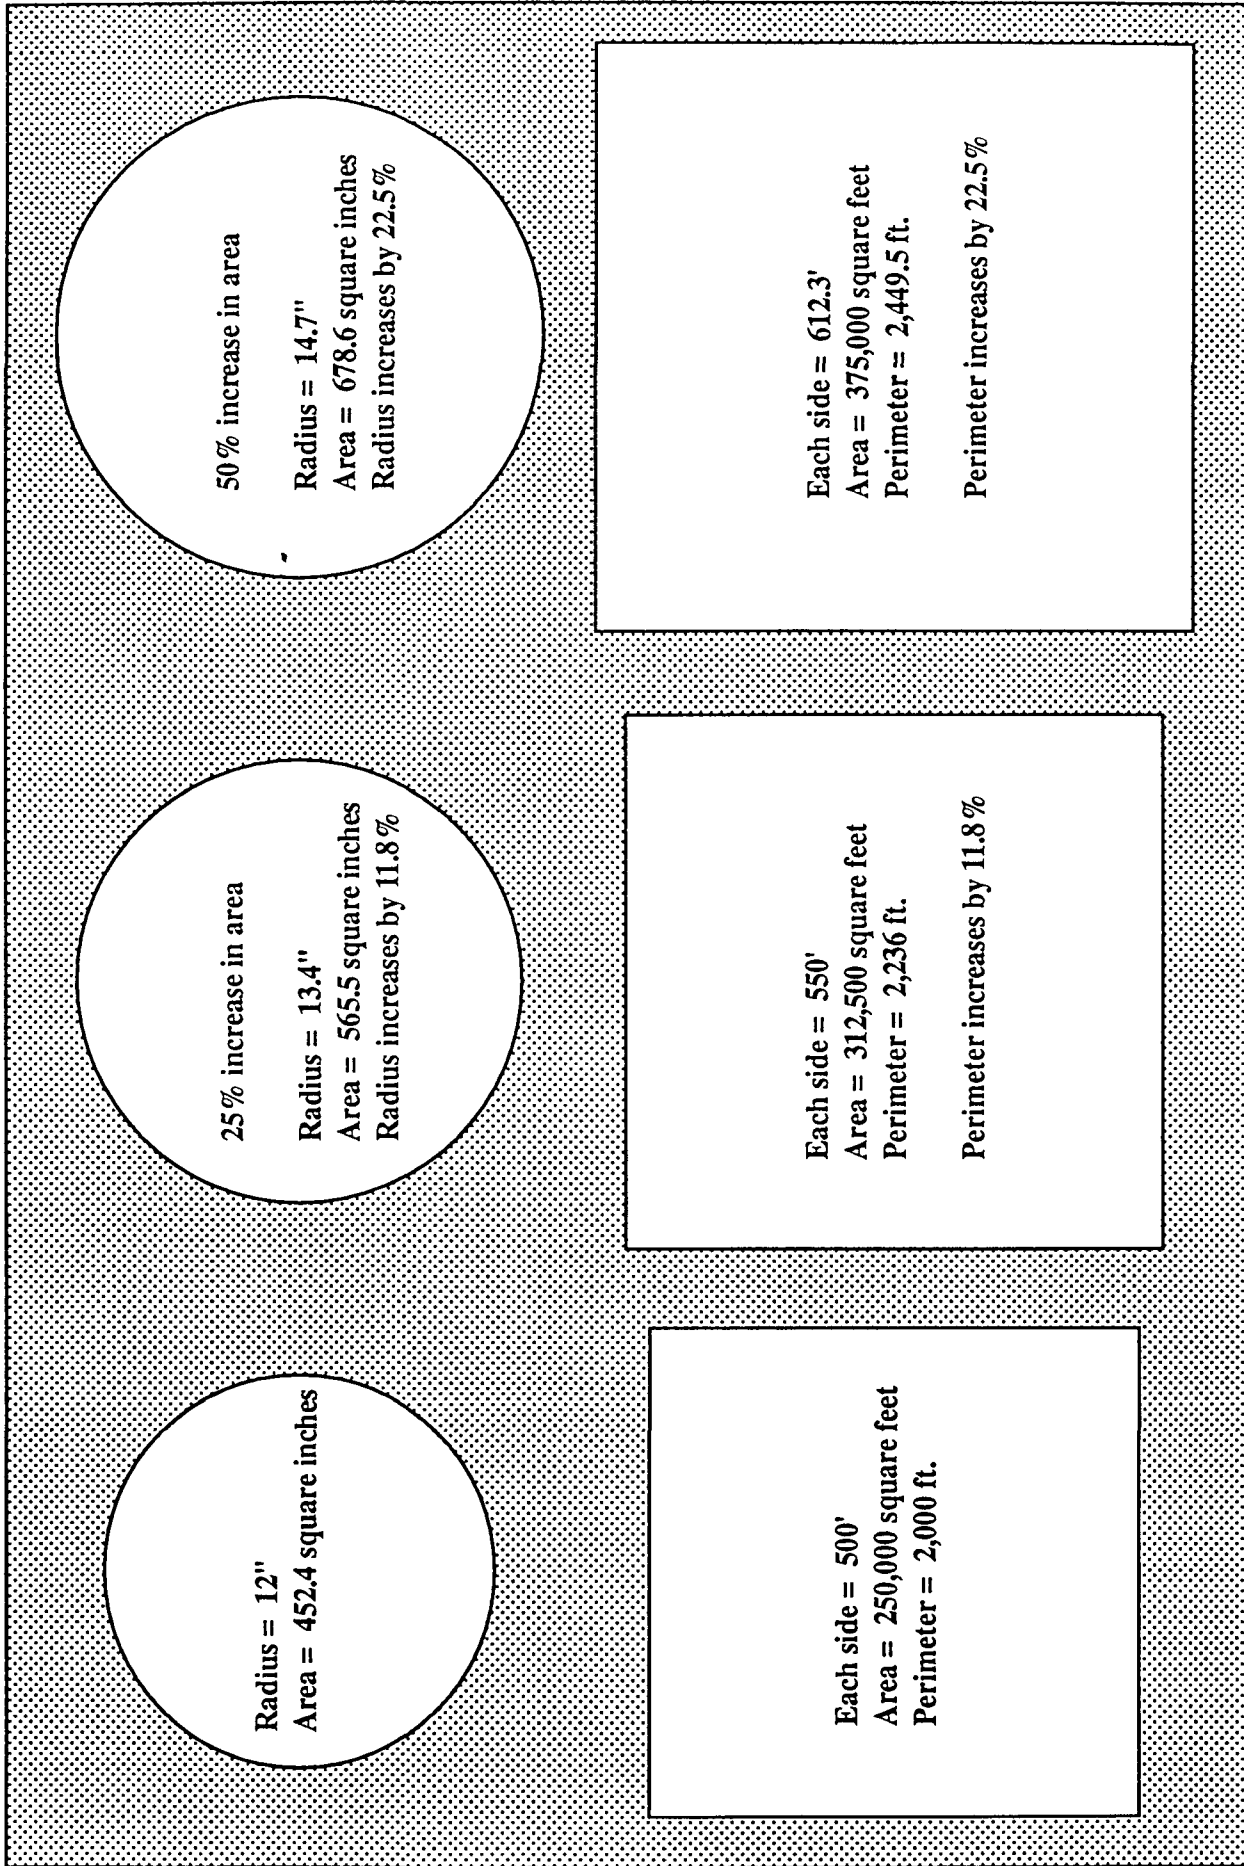 Radius = 12"
Area = 452.4 square inches
25% increase in area
Radius = 13.4"
Area = 565.5 square inches
Radius increases by 11.8%
50% increase in area
Radius = 14.7"
Area = 678.6 square inches
Radius increases by 22.5%
Each side = 500'
Area = 250,000 square feet
Perimeter = 2,000 ft.
Each side = 550'
Area = 312,500 square feet
Perimeter = 2,236 ft.
Perimeter increases by 11.8%
Each side = 612.3'
Area = 375,000 square feet
Perimeter = 2,449.5 ft.
Perimeter increases by 22.5%